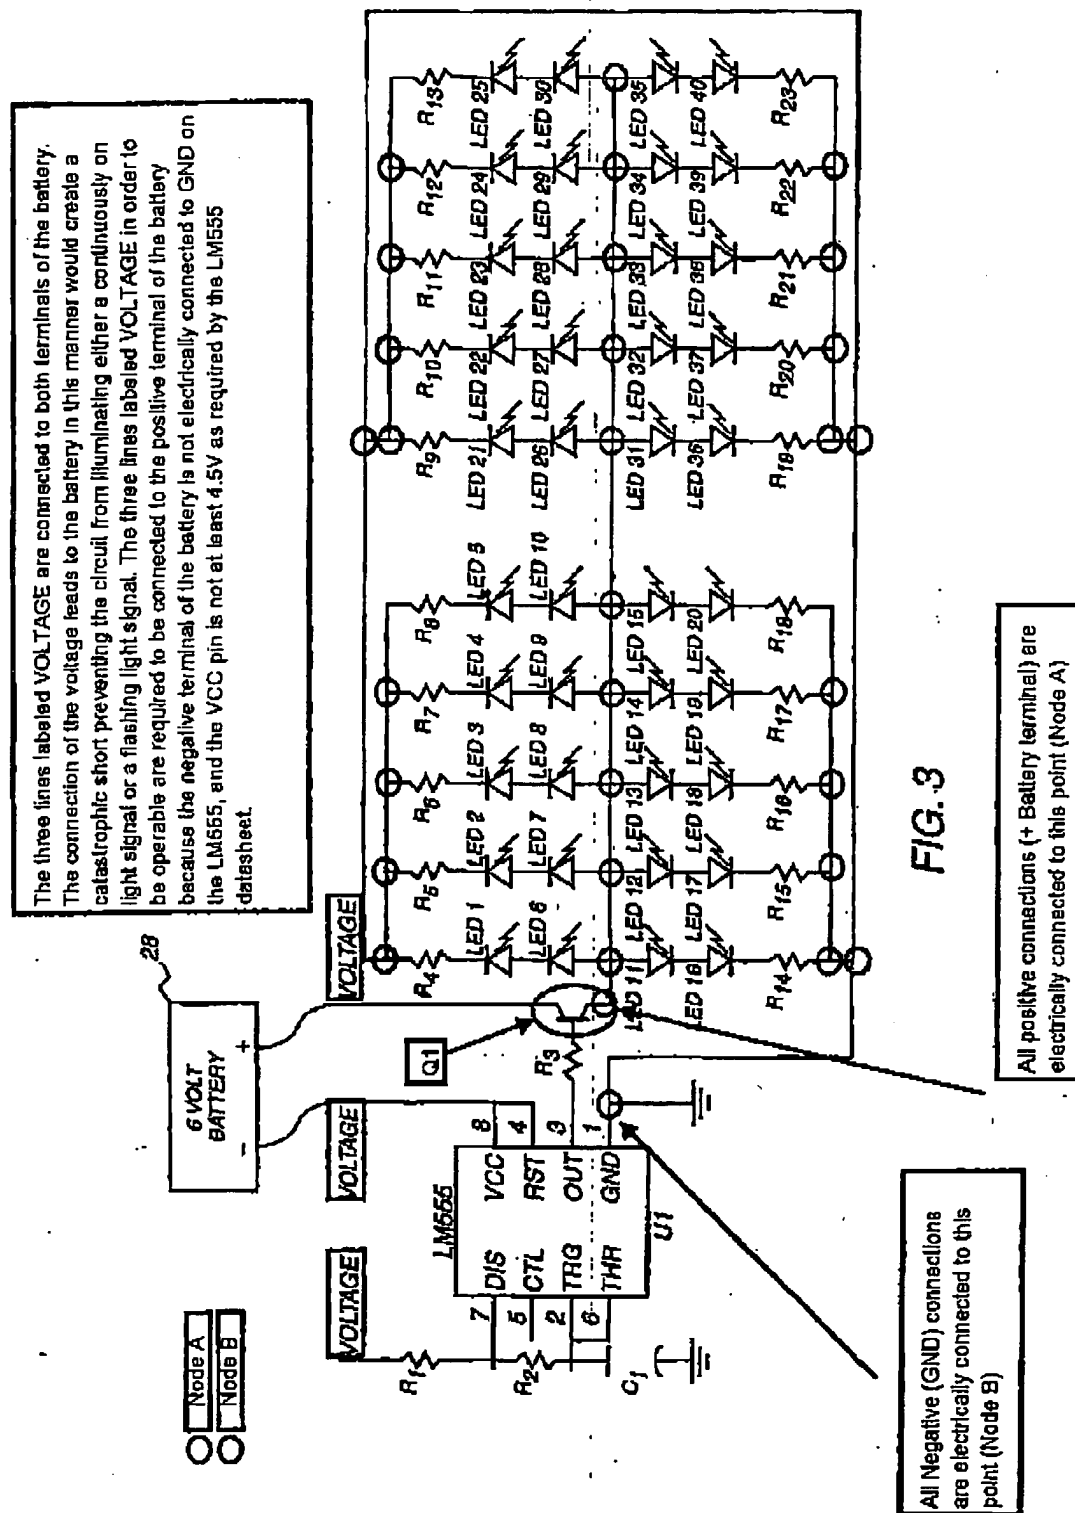 The three lines labeled VOLTAGE are connected to both terminals of the battery.
The connection of the voltage leads to the battery in this manner would create a
catastrophic short preventing the circuit from illuminating either a continuously on
light signal or a flashing light signal. The three lines labeled VOLTAGE in order to
be operable are required to be connected to the positive terminal of the battery
because the negative terminal of the battery is not electrically connected to GND on
the LM555, and the VCC pin is not at least 4.5V as required by the LM555
datasheet.
Node A
Node B
28
6 VOLT
BATTERY
- +
VOLTAGE
VOLTAGE
VOLTAGE
Q1
LM555
7 DIS VCC 8
5 CTL RST 4
2 TRG OUT 3
6 THR GND 1
U1
R1
R2
C1
R3
R4 R5 R6 R7 R8 R9 R10 R11 R12 R13
LED 1 LED 2 LED 3 LED 4 LED 5 LED 21 LED 22 LED 23 LED 24 LED 25
LED 6 LED 7 LED 8 LED 9 LED 10 LED 26 LED 27 LED 28 LED 29 LED 30
LED 11 LED 12 LED 13 LED 14 LED 15 LED 31 LED 32 LED 33 LED 34 LED 35
LED 16 LED 17 LED 18 LED 19 LED 20 LED 36 LED 37 LED 38 LED 39 LED 40
R14 R15 R16 R17 R18 R19 R20 R21 R22 R23
FIG. 3
All Negative (GND) connections
are electrically connected to this
point (Node B)
All positive connections (+ Battery terminal) are
electrically connected to this point (Node A)